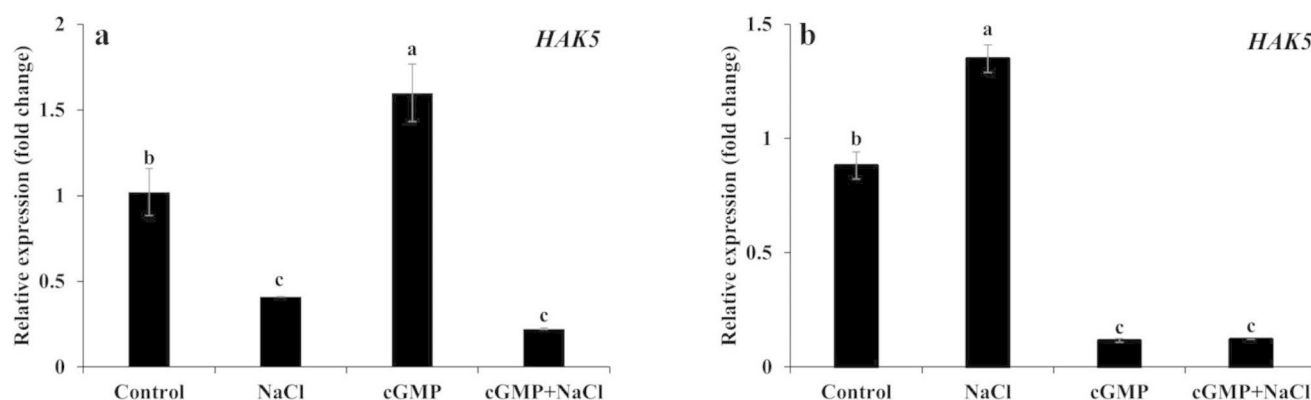 a
HAK5
Relative expression (fold change)
2
1.5
1
0.5
0
b
c
a
c
Control
NaCl
cGMP
cGMP+NaCl
b
HAK5
Relative expression (fold change)
1.5
1
0.5
0
b
a
c
c
Control
NaCl
cGMP
cGMP+NaCl